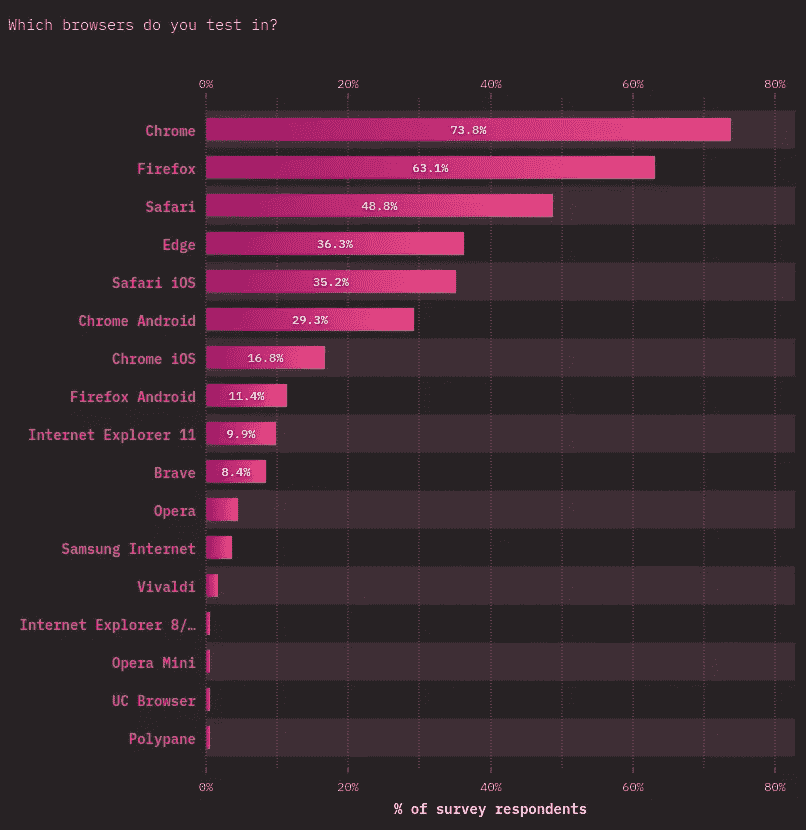 Which browsers do you test in?
0% 20% 40% 60% 80%
Chrome 73.8%
Firefox 63.1%
Safari 48.8%
Edge 36.3%
Safari iOS 35.2%
Chrome Android 29.3%
Chrome iOS 16.8%
Firefox Android 11.4%
Internet Explorer 11 9.9%
Brave 8.4%
Opera
Samsung Internet
Vivaldi
Internet Explorer 8/…
Opera Mini
UC Browser
Polypane
0% 20% 40% 60% 80%
% of survey respondents